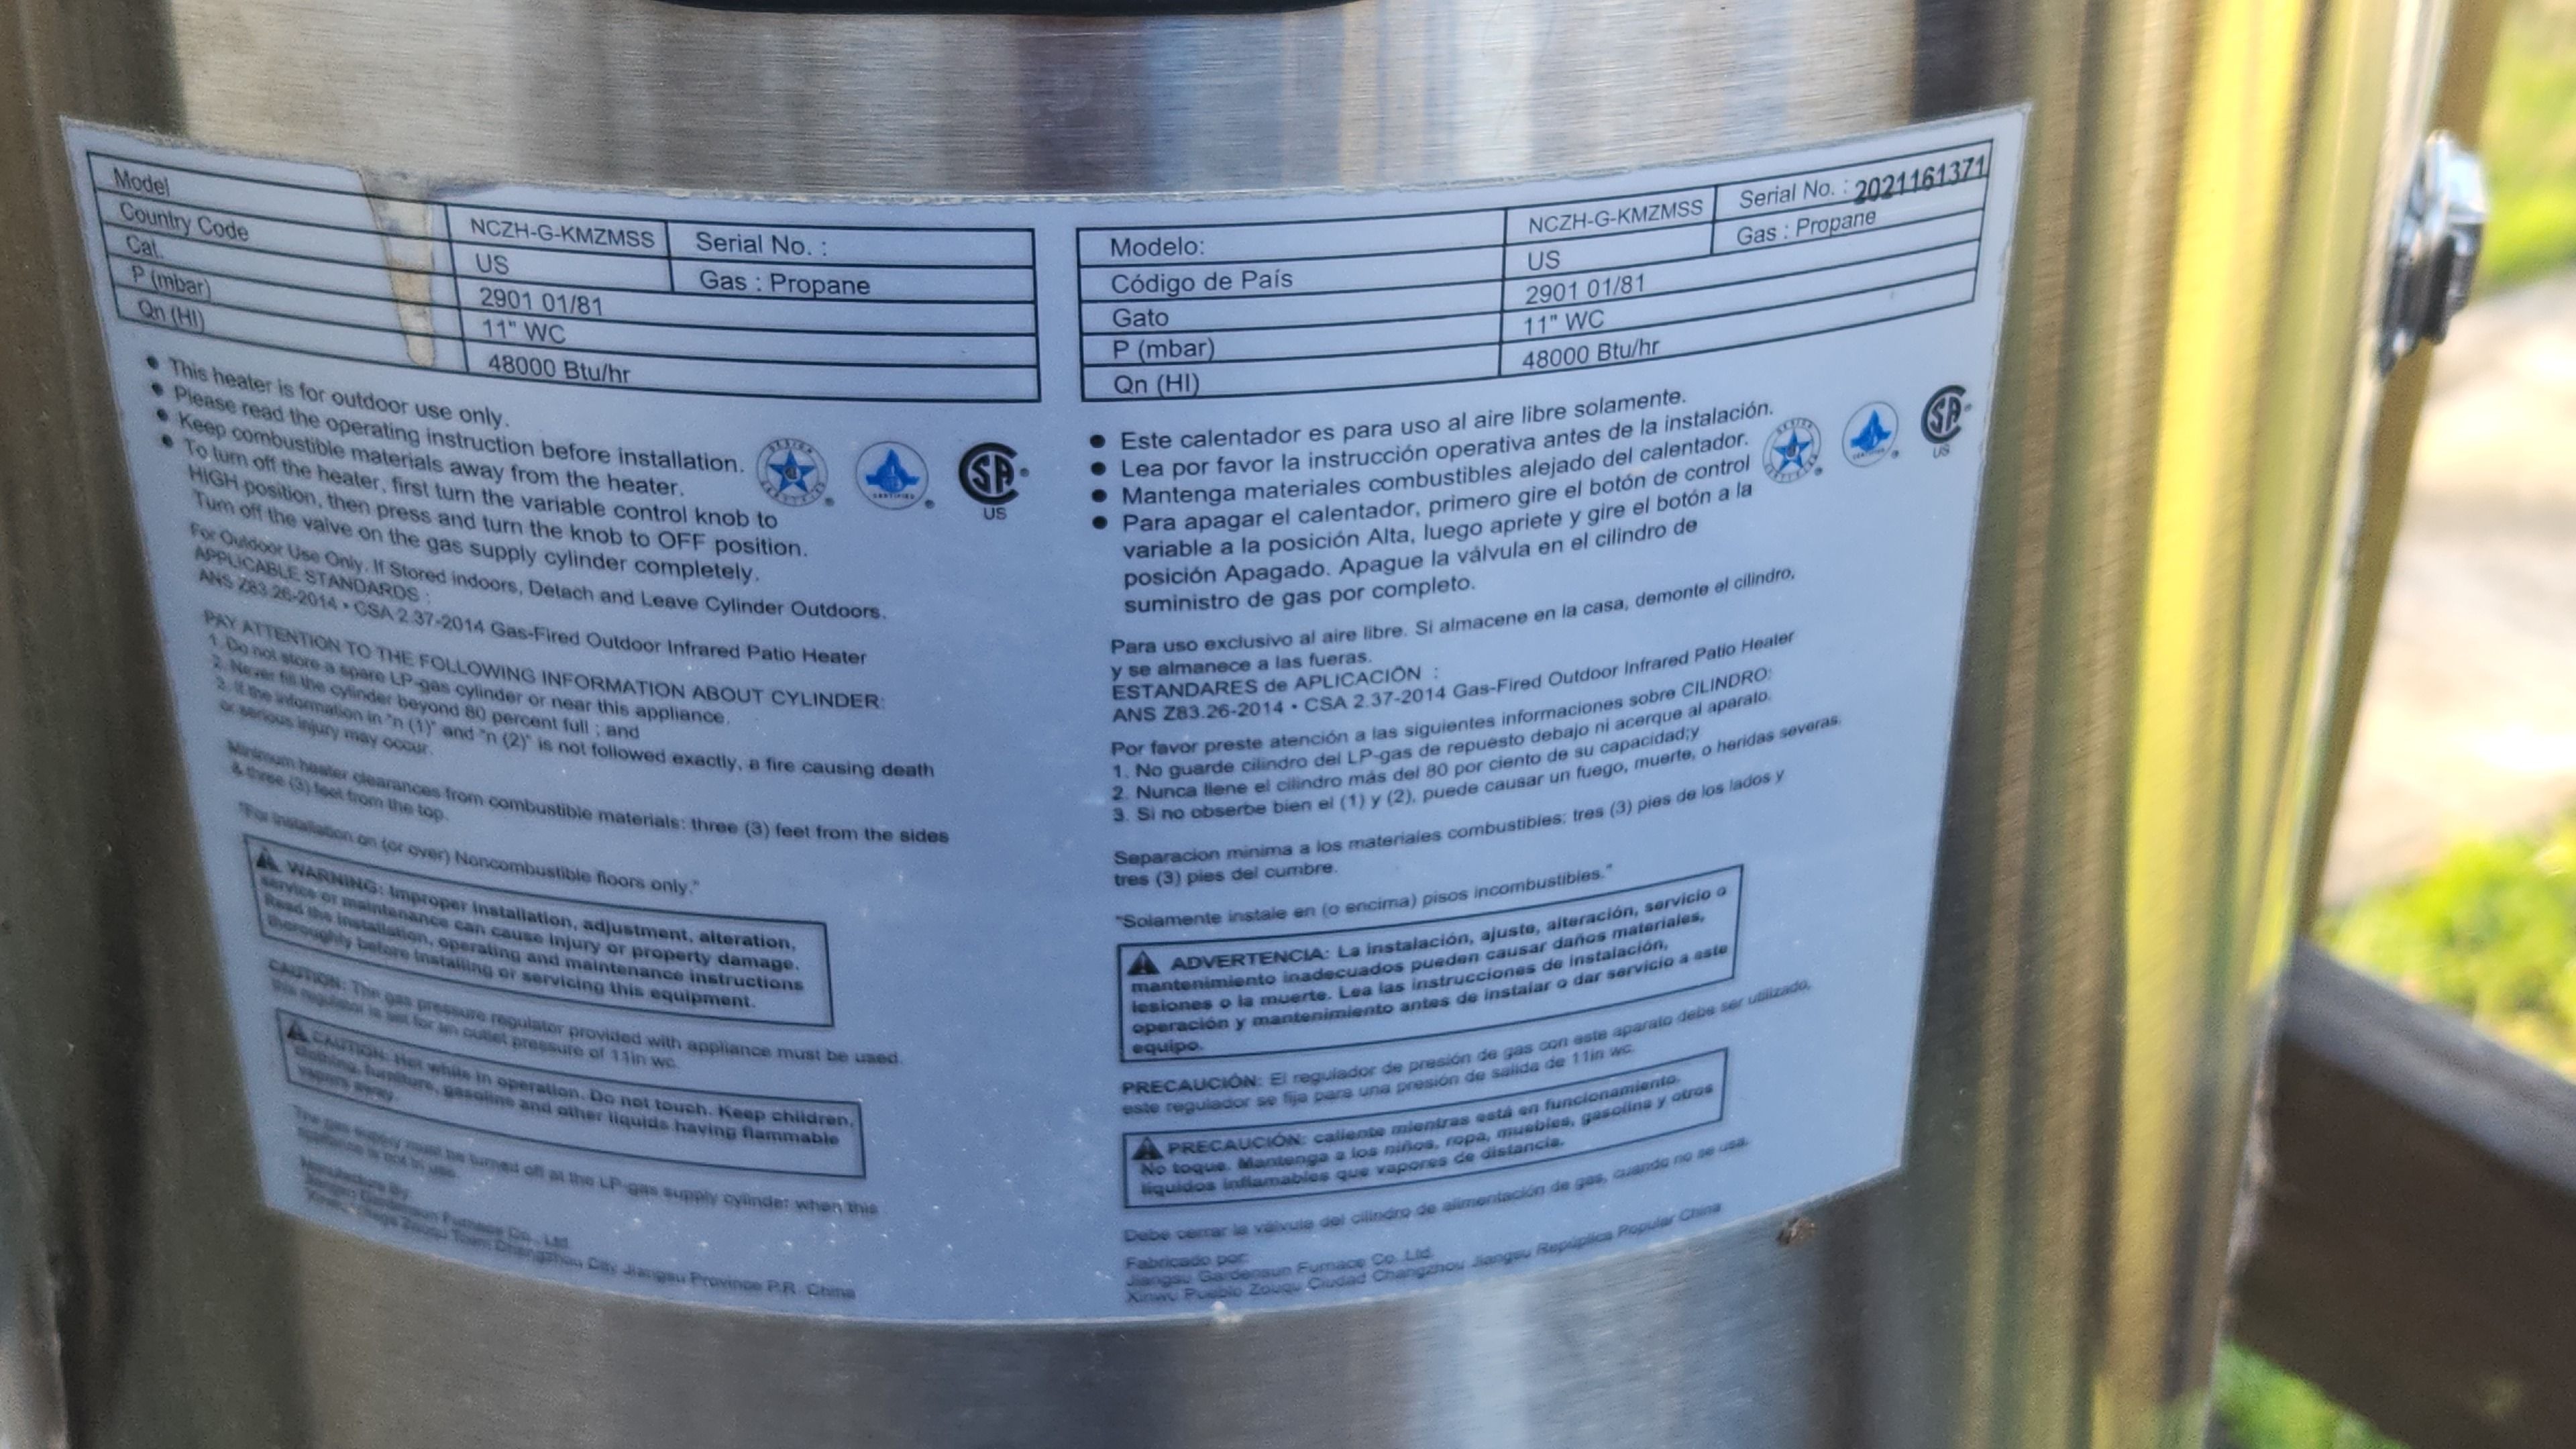 Model NCZH-G-KMZMSS Serial No. :
Country Code US Gas : Propane
Cat. 2901 01/81
P (mbar) 11" WC
Qn (HI) 48000 Btu/hr
● This heater is for outdoor use only.
● Please read the operating instruction before installation.
● Keep combustible materials away from the heater.
● To turn off the heater, first turn the variable control knob to
HIGH position, then press and turn the knob to OFF position.
Turn off the valve on the gas supply cylinder completely.
DESIGN CERTIFIED
CERTIFIED
SA US
For Outdoor Use Only. If Stored indoors, Detach and Leave Cylinder Outdoors.
APPLICABLE STANDARDS :
ANS Z83.26-2014 • CSA 2.37-2014 Gas-Fired Outdoor Infrared Patio Heater
PAY ATTENTION TO THE FOLLOWING INFORMATION ABOUT CYLINDER:
1. Do not store a spare LP-gas cylinder or near this appliance.
2. Never fill the cylinder beyond 80 percent full ; and
3. If the information in "n (1)" and "n (2)" is not followed exactly, a fire causing death
or serious injury may occur.
Minimum heater clearances from combustible materials: three (3) feet from the sides
& three (3) feet from the top.
"For Installation on (or over) Noncombustible floors only."
WARNING: Improper installation, adjustment, alteration,
service or maintenance can cause injury or property damage.
Read the installation, operating and maintenance instructions
thoroughly before installing or servicing this equipment.
CAUTION: The gas pressure regulator provided with appliance must be used.
this regulator is set for an outlet pressure of 11in wc.
CAUTION: Hot while in operation. Do not touch. Keep children,
clothing, furniture, gasoline and other liquids having flammable
vapors away.
The gas supply must be turned off at the LP-gas supply cylinder when this
appliance is not in use.
Manufacture By
Jiangsu Gardensun Furnace Co., Ltd.
Zouqu Town Changzhou City Jiangsu Province P.R. China
Modelo: NCZH-G-KMZMSS Serial No. : 2021161371
Código de País US Gas : Propane
Gato 2901 01/81
P (mbar) 11" WC
Qn (HI) 48000 Btu/hr
● Este calentador es para uso al aire libre solamente.
● Lea por favor la instrucción operativa antes de la instalación.
● Mantenga materiales combustibles alejado del calentador.
● Para apagar el calentador, primero gire el botón de control
variable a la posición Alta, luego apriete y gire el botón a la
posición Apagado. Apague la válvula en el cilindro de
suministro de gas por completo.
SA US
Para uso exclusivo al aire libre. Si almacene en la casa, demonte el cilindro,
y se almanece a las fueras.
ESTANDARES de APLICACIÓN :
ANS Z83.26-2014 • CSA 2.37-2014 Gas-Fired Outdoor Infrared Patio Heater
Por favor preste atención a las siguientes informaciones sobre CILINDRO:
1. No guarde cilindro del LP-gas de repuesto debajo ni acerque al aparato.
2. Nunca llene el cilindro más del 80 por ciento de su capacidad;y
3. Si no observe bien el (1) y (2), puede causar un fuego, muerte, o heridas severas.
Separacion minima a los materiales combustibles: tres (3) pies de los lados y
tres (3) pies del cumbre.
"Solamente instale en (o encima) pisos incombustibles."
ADVERTENCIA: La instalación, ajuste, alteración, servicio o
mantenimiento inadecuados pueden causar daños materiales,
lesiones o la muerte. Lea las instrucciones de instalación,
operación y mantenimiento antes de instalar o dar servicio a este
equipo.
PRECAUCIÓN: El regulador de presión de gas con este aparato debe ser utilizado,
este regulador se fija para una presión de salida de 11in wc.
PRECAUCIÓN: caliente mientras está en funcionamiento.
No toque. Mantenga a los niños, ropa, muebles, gasolina y otros
líquidos inflamables que vapores de distancia.
Debe cerrar la válvula del cilindro de alimentación de gas, cuando no se usa.
Fabricado por:
Jiangsu Gardensun Furnace Co. Ltd.
Xinwu Pueblo Zouqu Ciudad Changzhou Jiangsu República Popular China